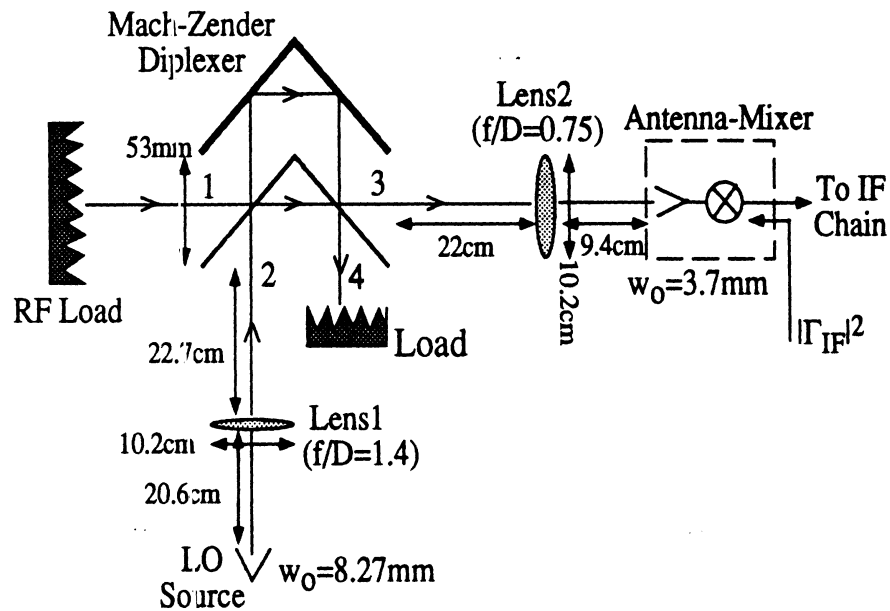 Mach-Zender
Diplexer
Lens2
(f/D=0.75)
Antenna-Mixer
53mm
1
3
To IF
Chain
22cm
9.4cm
10.2cm
2
4
RF Load
w₀=3.7mm
|Γ_IF|²
Load
22.7cm
Lens1
(f/D=1.4)
10.2cm
20.6cm
LO
Source
w₀=8.27mm